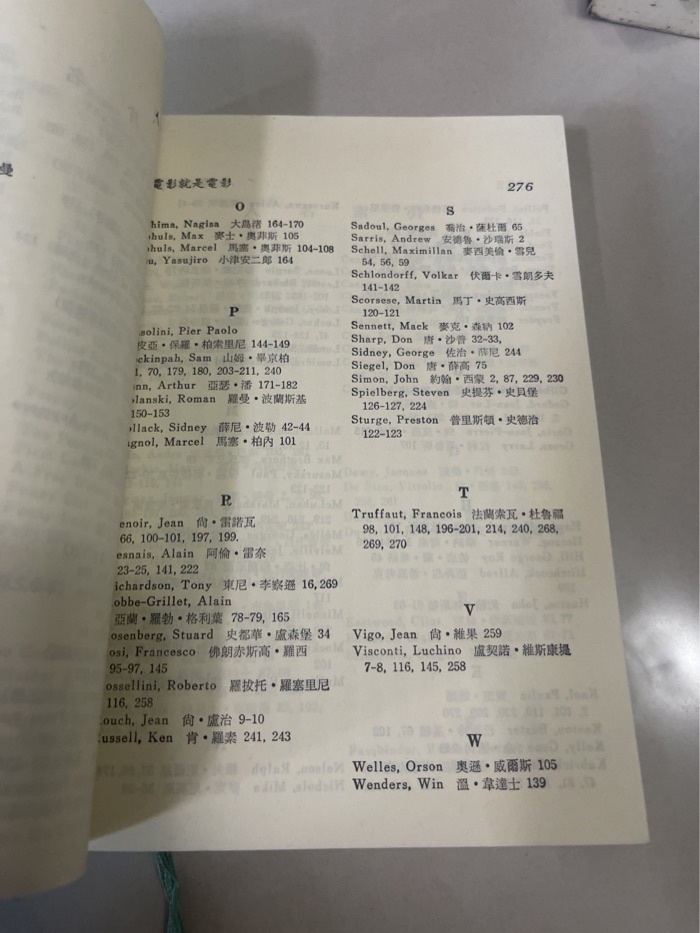 電影就是電影
276
O
hima, Nagisa 大島渚 164-170
huls, Max 麥士・奧菲斯 105
huls, Marcel 馬塞・奧菲斯 104-108
u, Yasujiro 小津安二郎 164
P
solini, Pier Paolo
皮亞・保羅・柏索里尼 144-149
ckinpah, Sam 山姆・畢京柏
1, 70, 179, 180, 203-211, 240
nn, Arthur 亞瑟・潘 171-182
lanski, Roman 羅曼・波蘭斯基
150-153
llack, Sidney 薛尼・波勒 42-44
gnol, Marcel 馬塞・柏內 101
R
enoir, Jean 尙・雷諾瓦
66, 100-101, 197, 199.
esnais, Alain 阿倫・雷奈
23-25, 141, 222
ichardson, Tony 東尼・李察遜 16,269
obbe-Grillet, Alain
亞蘭・羅勃・格利葉 78-79, 165
osenberg, Stuard 史都華・盧森堡 34
osi, Francesco 佛朗赤斯高・羅西
95-97, 145
ossellini, Roberto 羅拔托・羅塞里尼
116, 258
ouch, Jean 尙・盧治 9-10
ussell, Ken 肯・羅素 241, 243
S
Sadoul, Georges 喬治・薩杜爾 65
Sarris, Andrew 安德魯・沙瑞斯 2
Schell, Maximillan 麥西美倫・雪兒
54, 56, 59
Schlondorff, Volkar 伏爾卡・雪朗多夫
141-142
Scorsese, Martin 馬丁・史高西斯
120-121
Sennett, Mack 麥克・森納 102
Sharp, Don 唐・沙普 32-33,
Sidney, George 佐治・薛尼 244
Siegel, Don 唐・薛高 75
Simon, John 約翰・西蒙 2, 87, 229, 230
Spielberg, Steven 史提芬・史貝堡
126-127, 224
Sturge, Preston 普里斯頓・史德洽
122-123
T
Truffaut, Francois 法蘭索瓦・杜魯福
98, 101, 148, 196-201, 214, 240, 268,
269, 270
V
Vigo, Jean 尙・維果 259
Visconti, Luchino 盧契諾・維斯康堤
7-8, 116, 145, 258
W
Welles, Orson 奧遜・威爾斯 105
Wenders, Win 溫・韋達士 139